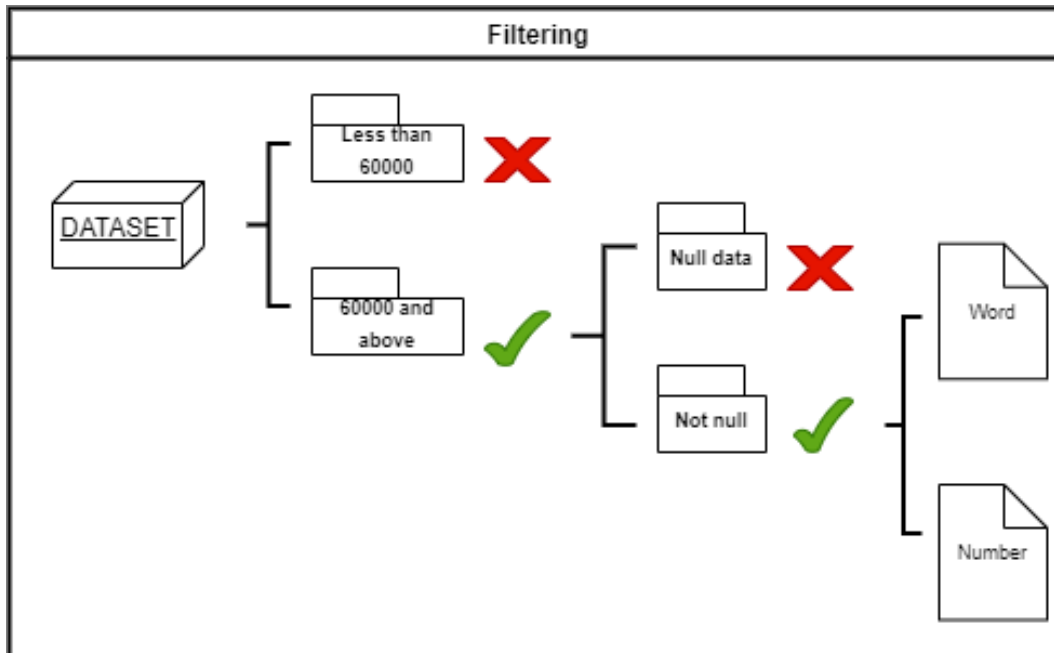 Filtering
Less than
60000
DATASET
60000 and
above
Null data
Not null
Word
Number